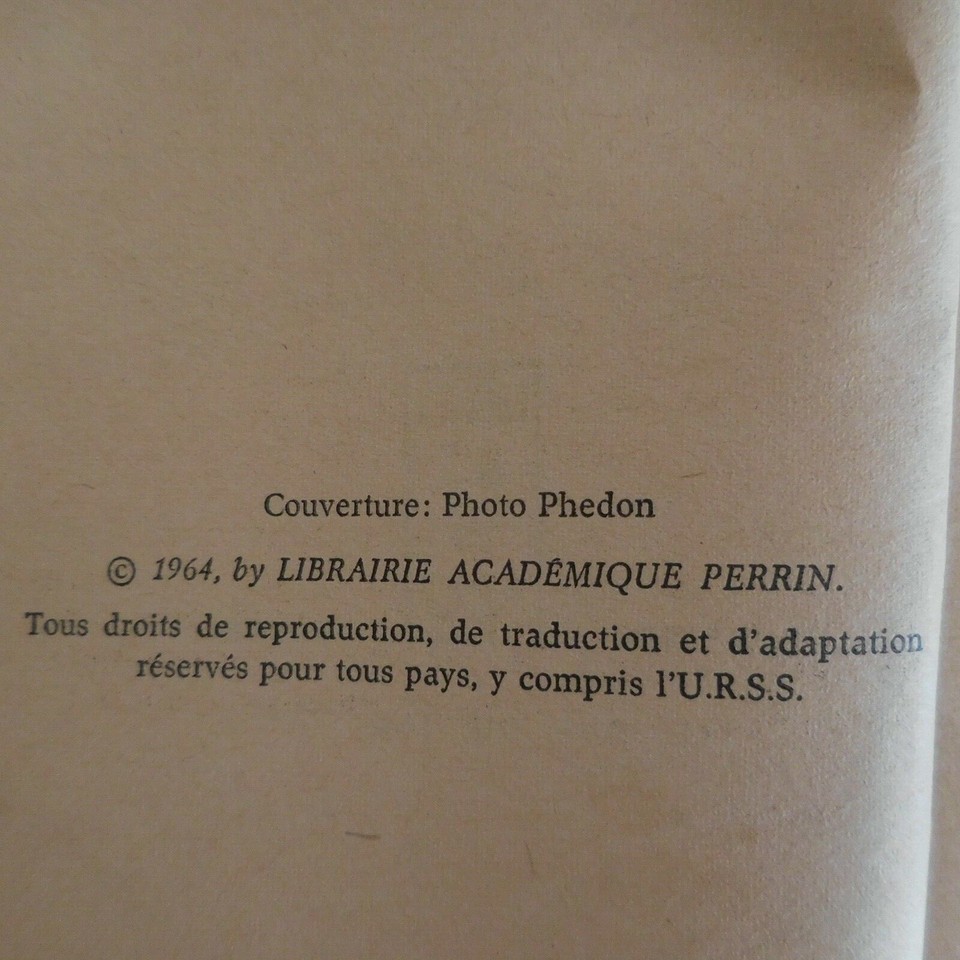 Couverture: Photo Phedon
© 1964, by LIBRAIRIE ACADÉMIQUE PERRIN.
Tous droits de reproduction, de traduction et d'adaptation
réservés pour tous pays, y compris l'U.R.S.S.